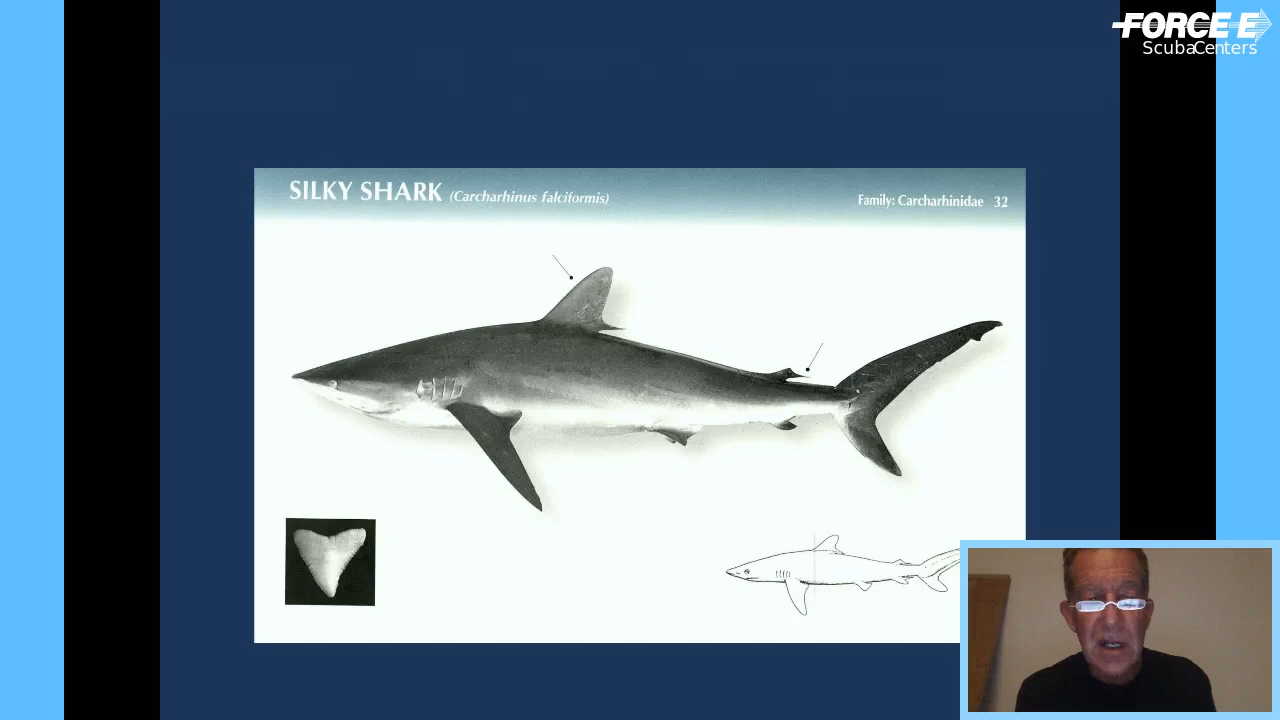 FORCE-E
ScubaCenters
SILKY SHARK (Carcharhinus falciformis)
Family: Carcharhinidae 32